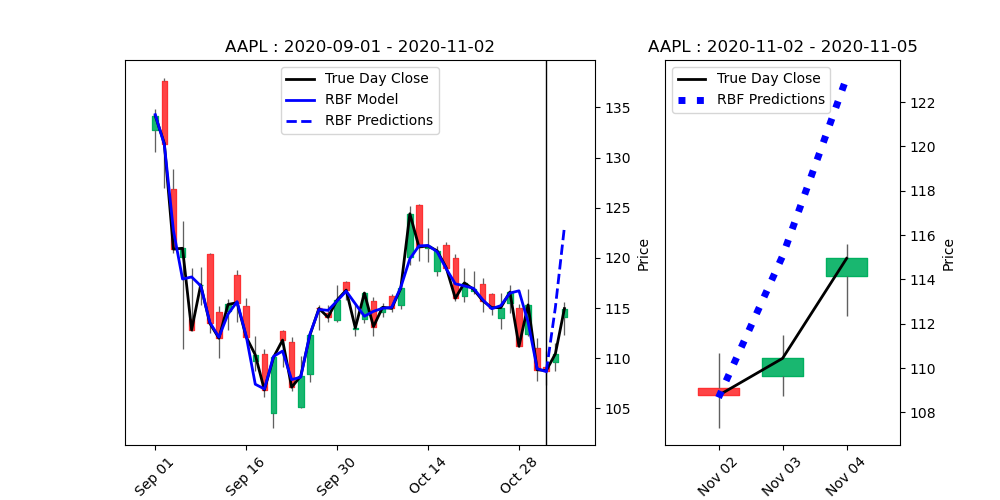 AAPL : 2020-09-01 - 2020-11-02
True Day Close
RBF Model
RBF Predictions
135
130
125
120
115
110
105
Price
Sep 01
Sep 16
Sep 30
Oct 14
Oct 28
AAPL : 2020-11-02 - 2020-11-05
True Day Close
RBF Predictions
122
120
118
116
114
112
110
108
Price
Nov 02
Nov 03
Nov 04